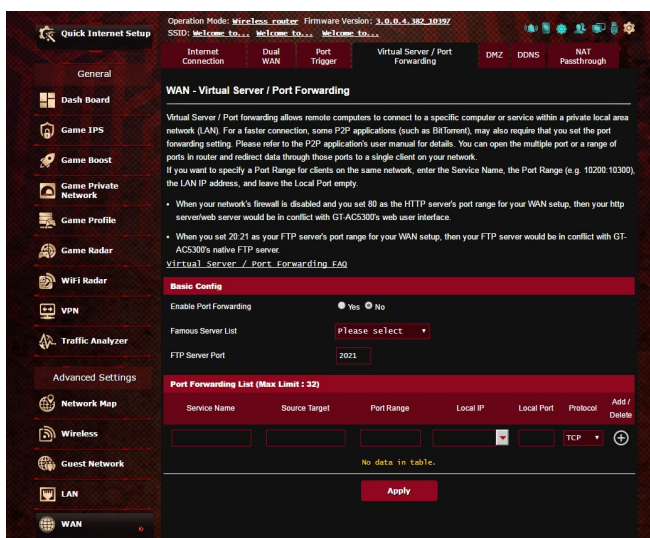 Quick Internet Setup
Operation Mode: Wireless router Firmware Version: 3.0.0.4.382_10397
SSID: Welcome to... Welcome to... Welcome to...
Internet Connection
Dual WAN
Port Trigger
Virtual Server / Port Forwarding
DMZ
DDNS
NAT Passthrough
General
Dash Board
Game IPS
Game Boost
Game Private Network
Game Profile
Game Radar
WiFi Radar
VPN
Traffic Analyzer
Advanced Settings
Network Map
Wireless
Guest Network
LAN
WAN
WAN - Virtual Server / Port Forwarding
Virtual Server / Port forwarding allows remote computers to connect to a specific computer or service within a private local area
network (LAN). For a faster connection, some P2P applications (such as BitTorrent), may also require that you set the port
forwarding setting. Please refer to the P2P application's user manual for details. You can open the multiple port or a range of
ports in router and redirect data through those ports to a single client on your network.
If you want to specify a Port Range for clients on the same network, enter the Service Name, the Port Range (e.g. 10200:10300),
the LAN IP address, and leave the Local Port empty.
• When your network's firewall is disabled and you set 80 as the HTTP server's port range for your WAN setup, then your http
server/web server would be in conflict with GT-AC5300's web user interface.
• When you set 20:21 as your FTP server's port range for your WAN setup, then your FTP server would be in conflict with GT-
AC5300's native FTP server.
Virtual Server / Port Forwarding FAQ
Basic Config
Enable Port Forwarding Yes No
Famous Server List Please select
FTP Server Port 2021
Port Forwarding List (Max Limit : 32)
Service Name Source Target Port Range Local IP Local Port Protocol Add / Delete
TCP
No data in table.
Apply